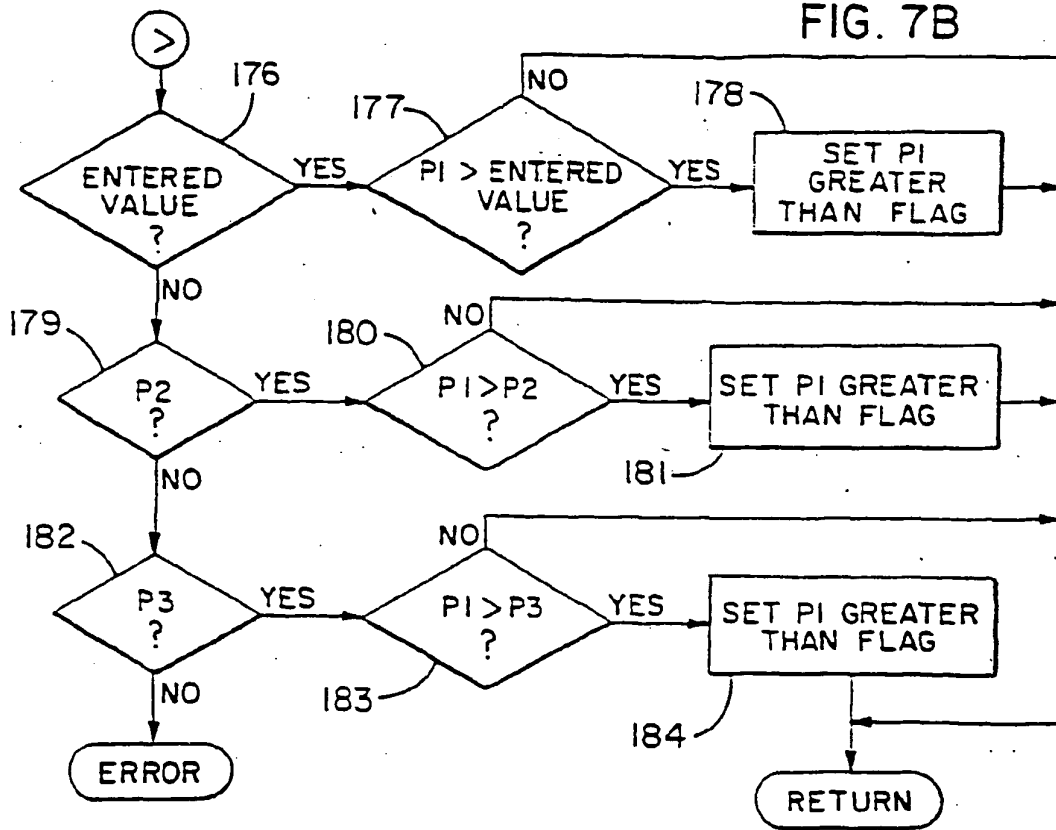 FIG. 7B
>
176
177
178
NO
ENTERED
VALUE
?
YES
P1 > ENTERED
VALUE
?
YES
SET P1
GREATER
THAN FLAG
NO
179
180
NO
P2
?
YES
P1 > P2
?
YES
SET P1 GREATER
THAN FLAG
181
NO
182
NO
P3
?
YES
P1 > P3
?
YES
SET P1 GREATER
THAN FLAG
183
184
NO
ERROR
RETURN